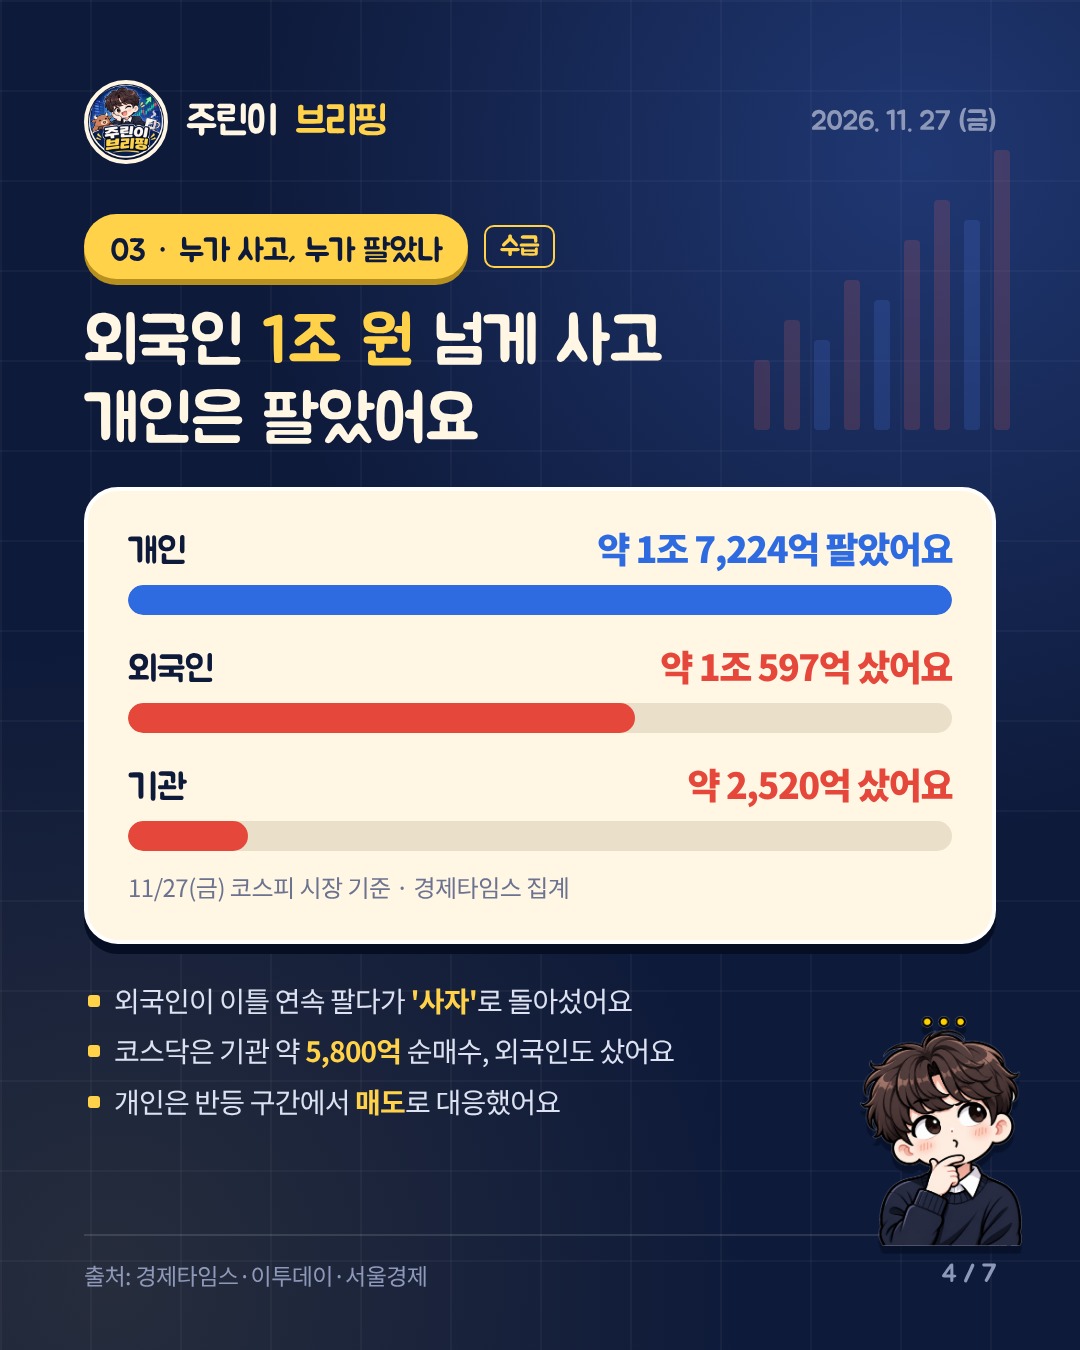 주린이
브리핑
주린이 브리핑
2026. 11. 27 (금)
03 · 누가 사고, 누가 팔았나
수급
외국인 1조 원 넘게 사고
개인은 팔았어요
개인
약 1조 7,224억 팔았어요
외국인
약 1조 597억 샀어요
기관
약 2,520억 샀어요
11/27(금) 코스피 시장 기준 · 경제타임스 집계
외국인이 이틀 연속 팔다가 '사자'로 돌아섰어요
코스닥은 기관 약 5,800억 순매수, 외국인도 샀어요
개인은 반등 구간에서 매도로 대응했어요
출처: 경제타임스·이투데이·서울경제
4 / 7